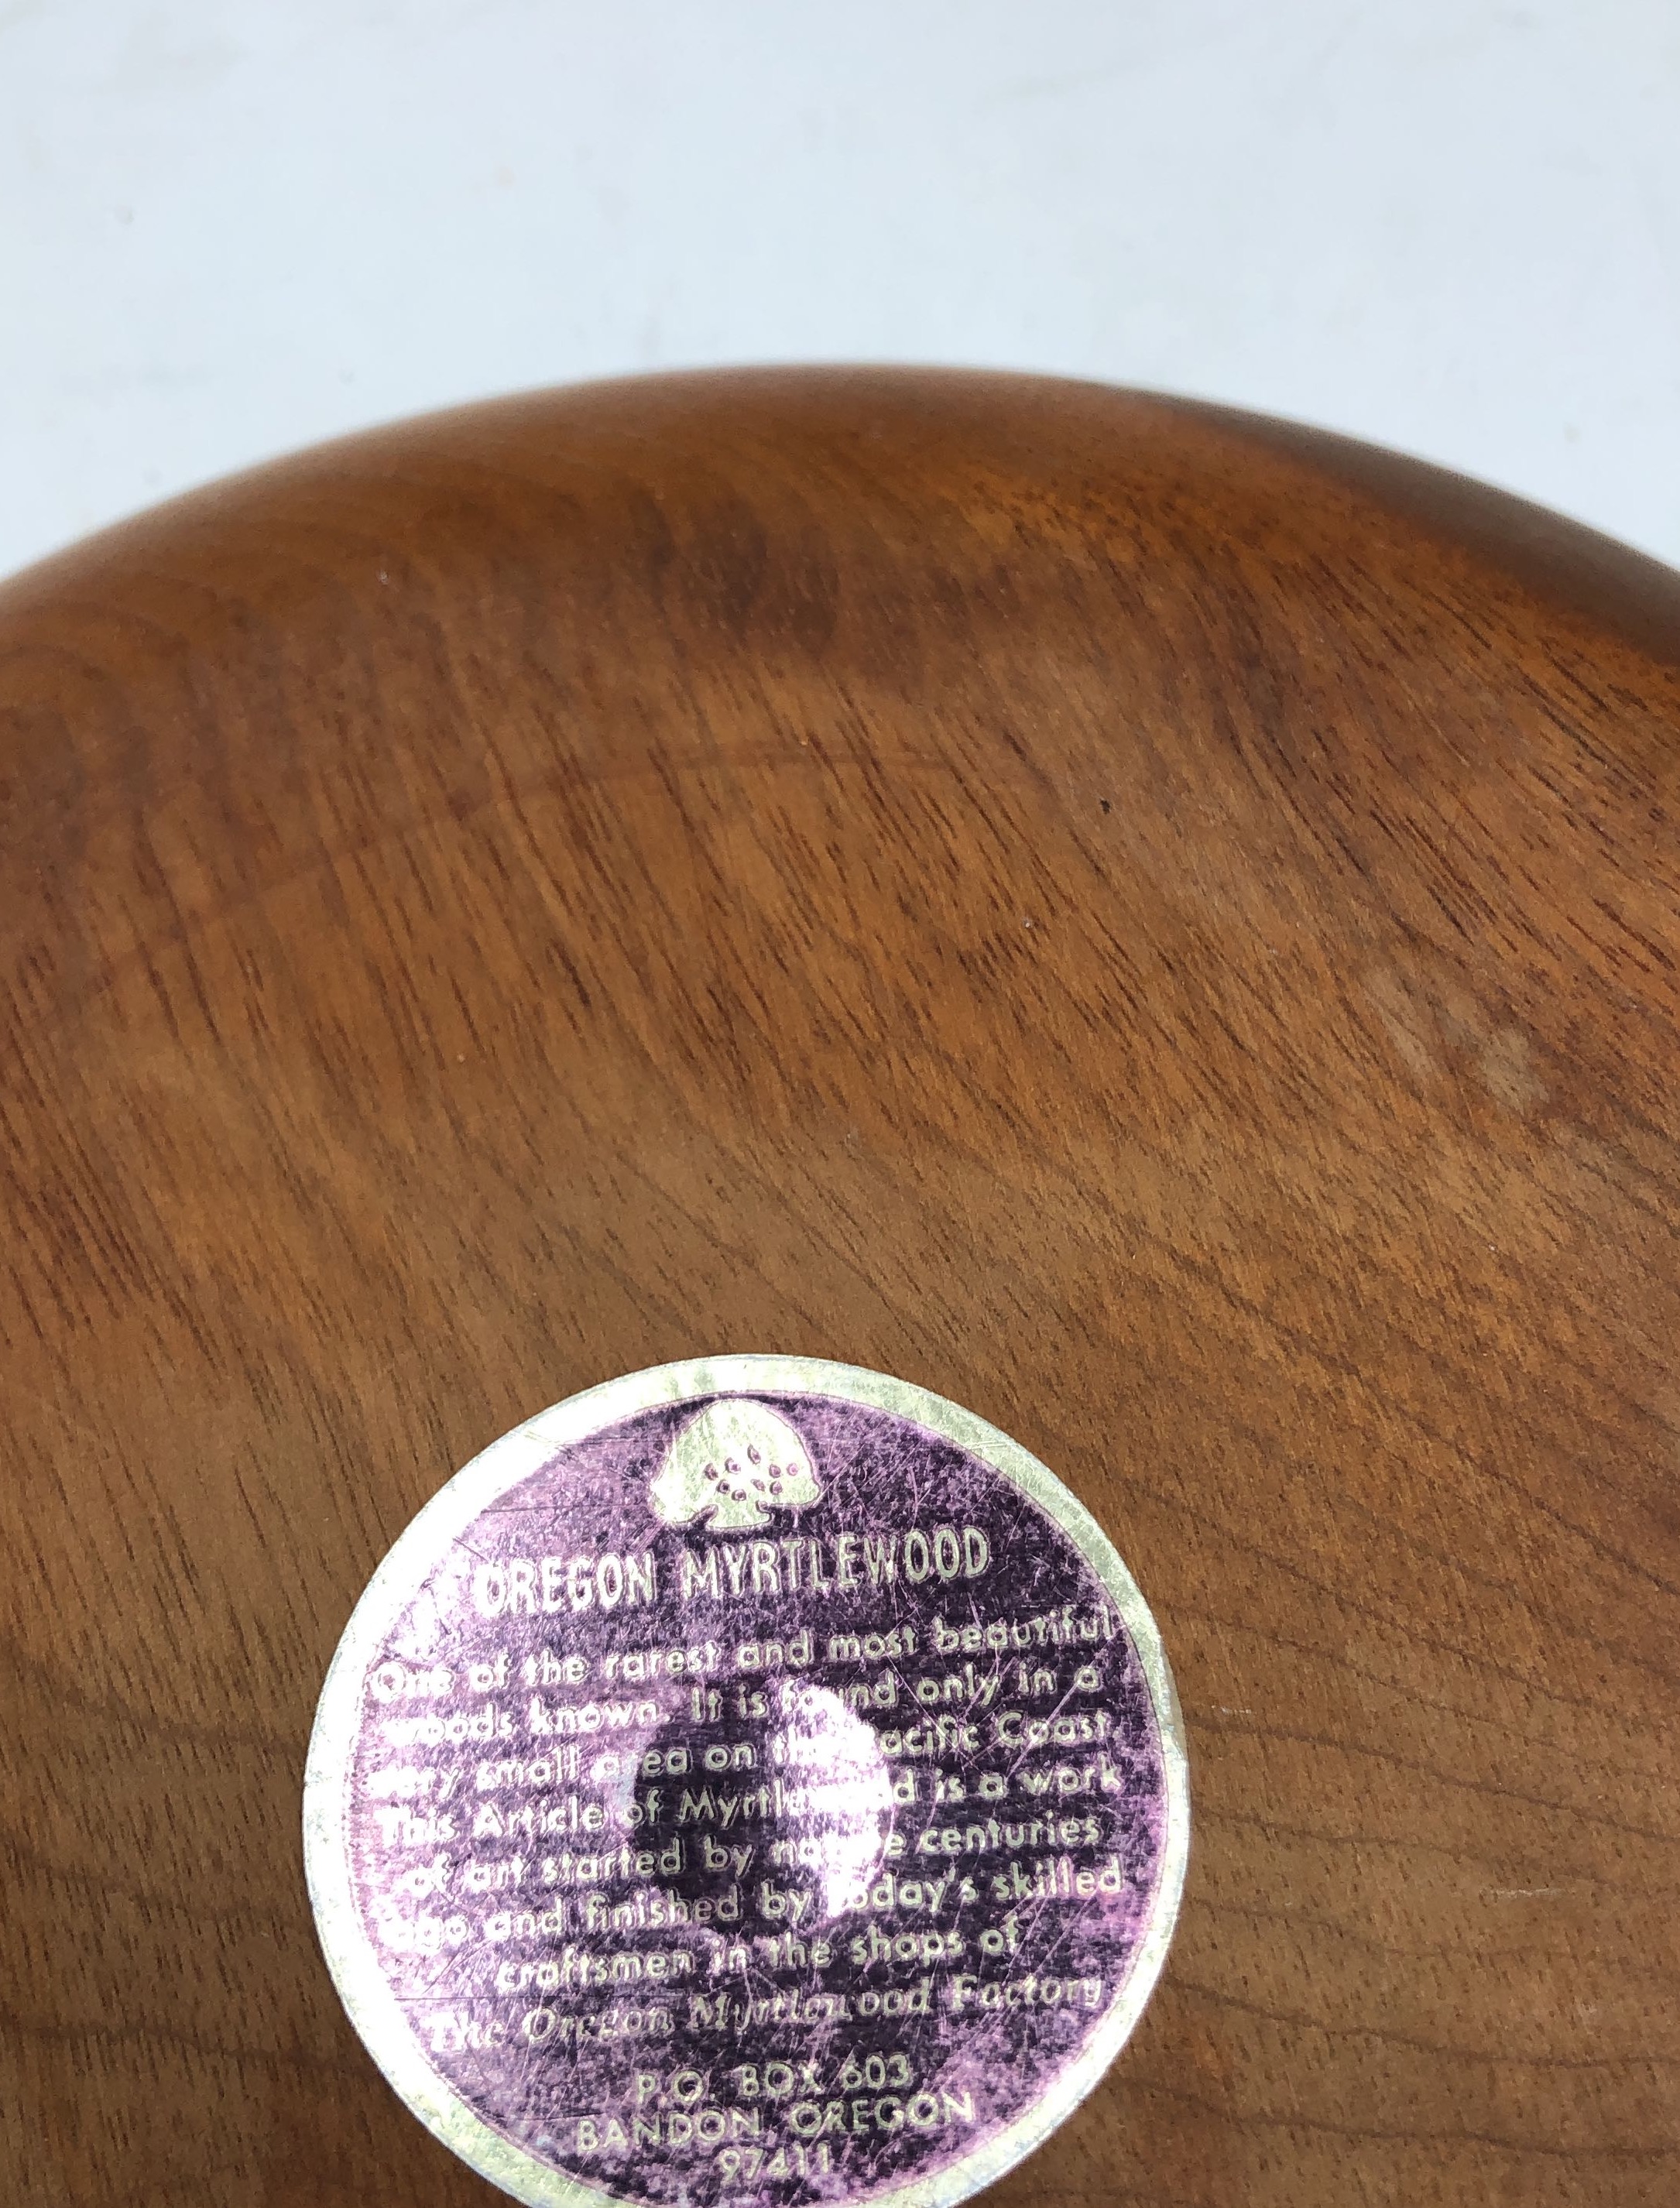 OREGON MYRTLEWOOD
One of the rarest and most beautiful
woods known. It is found only in a
very small area on the Pacific Coast.
This Article of Myrtlewood is a work
of art started by nature centuries
ago and finished by today's skilled
craftsmen in the shops of
The Oregon Myrtlewood Factory
P.O. BOX 603
BANDON OREGON
97411